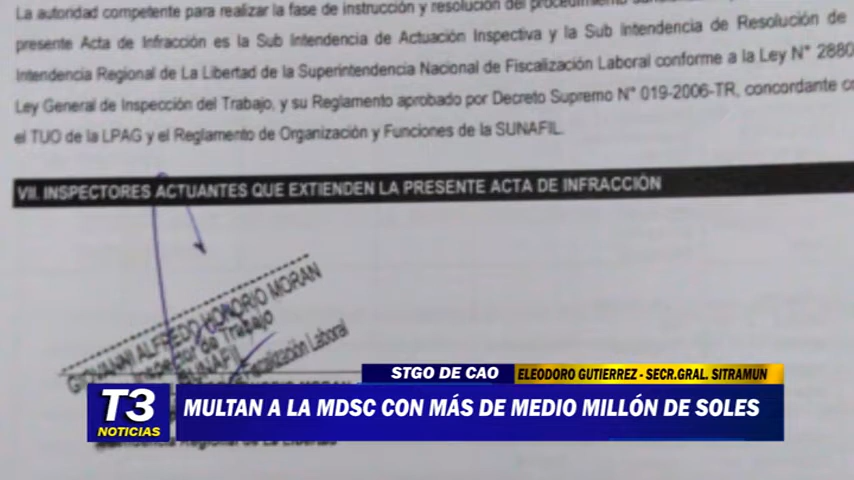 La autoridad competente para realizar la fase de instrucción y resolución del
presente Acta de Infracción es la Sub Intendencia de Actuación Inspectiva y la Sub Intendencia de Resolución de
Intendencia Regional de La Libertad de la Superintendencia Nacional de Fiscalización Laboral conforme a la Ley N° 2880
Ley General de Inspección del Trabajo, y su Reglamento aprobado por Decreto Supremo N° 019-2006-TR, concordante
el TUO de la LPAG y el Reglamento de Organización y Funciones de la SUNAFIL.
VII. INSPECTORES ACTUANTES QUE EXTIENDEN LA PRESENTE ACTA DE INFRACCIÓN
GIOVANNI ALFREDO HONORIO MORAN
Inspector de Trabajo
SUNAFIL
Fiscalización Laboral
STGO DE CAO
ELEODORO GUTIERREZ - SECR.GRAL. SITRAMUN
T3
NOTICIAS
MULTAN A LA MDSC CON MÁS DE MEDIO MILLÓN DE SOLES